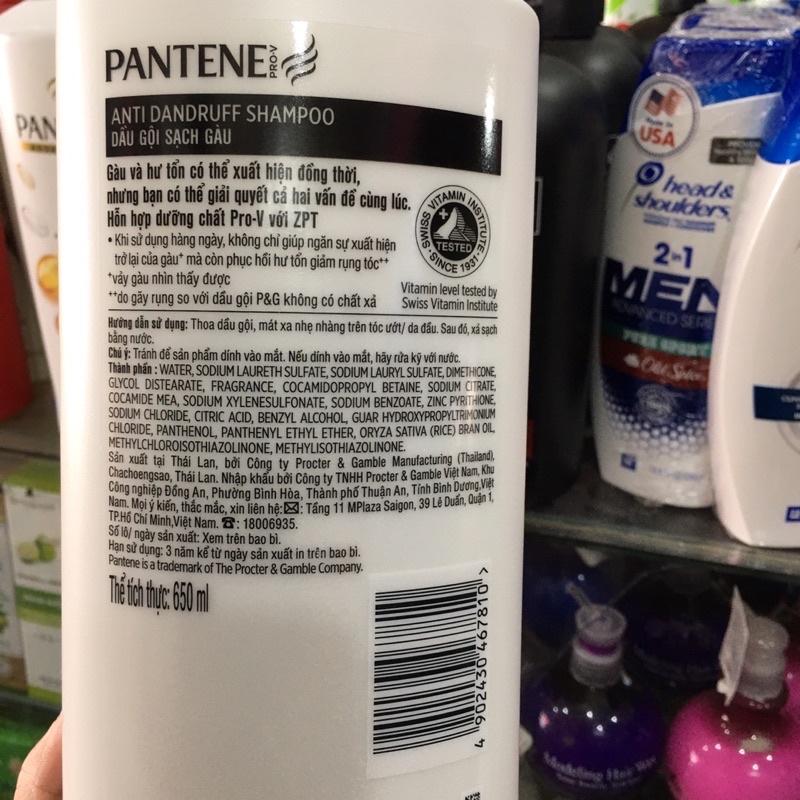 PANTENE PRO-V
ANTI DANDRUFF SHAMPOO
DẦU GỘI SẠCH GÀU
Gàu và hư tổn có thể xuất hiện đồng thời,
nhưng bạn có thể giải quyết cả hai vấn đề cùng lúc.
Hỗn hợp dưỡng chất Pro-V với ZPT
• Khi sử dụng hàng ngày, không chỉ giúp ngăn sự xuất hiện
trở lại của gàu⁺ mà còn phục hồi hư tổn giảm rụng tóc⁺⁺
⁺vảy gàu nhìn thấy được
⁺⁺do gãy rụng so với dầu gội P&G không có chất xả
SWISS VITAMIN INSTITUTE
TESTED
• SINCE 1931 •
Vitamin level tested by
Swiss Vitamin Institute
Hướng dẫn sử dụng: Thoa dầu gội, mát xa nhẹ nhàng trên tóc ướt/ da đầu. Sau đó, xả sạch
bằng nước.
Chú ý: Tránh để sản phẩm dính vào mắt. Nếu dính vào mắt, hãy rửa kỹ với nước.
Thành phần : WATER, SODIUM LAURETH SULFATE, SODIUM LAURYL SULFATE, DIMETHICONE,
GLYCOL DISTEARATE, FRAGRANCE, COCAMIDOPROPYL BETAINE, SODIUM CITRATE,
COCAMIDE MEA, SODIUM XYLENESULFONATE, SODIUM BENZOATE, ZINC PYRITHIONE,
SODIUM CHLORIDE, CITRIC ACID, BENZYL ALCOHOL, GUAR HYDROXYPROPYLTRIMONIUM
CHLORIDE, PANTHENOL, PANTHENYL ETHYL ETHER, ORYZA SATIVA (RICE) BRAN OIL,
METHYLCHLOROISOTHIAZOLINONE, METHYLISOTHIAZOLINONE.
Sản xuất tại Thái Lan, bởi Công ty Procter & Gamble Manufacturing (Thailand),
Chachoengsao, Thái Lan. Nhập khẩu bởi Công ty TNHH Procter & Gamble Việt Nam, Khu
Công nghiệp Đồng An, Phường Bình Hòa, Thành phố Thuận An, Tỉnh Bình Dương,Việt
Nam. Mọi ý kiến, thắc mắc, xin liên hệ:✉: Tầng 11 MPlaza Saigon, 39 Lê Duẩn, Quận 1,
TP.Hồ Chí Minh,Việt Nam. ☎: 18006935.
Số lô/ ngày sản xuất: Xem trên bao bì.
Hạn sử dụng: 3 năm kể từ ngày sản xuất in trên bao bì.
Pantene is a trademark of The Procter & Gamble Company.
Thể tích thực: 650 ml
4 902430 467810 >
PAN
Made in
USA
head &
shoulders
2in1
MEN
ADVANCED SERIES
PURE SPORT
Old Spice
Modeling Hair Wax